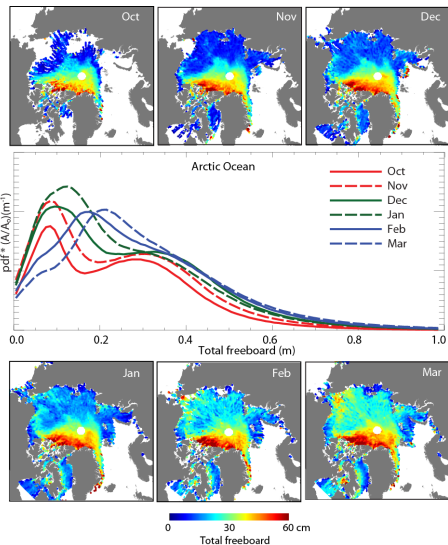 Oct
Nov
Dec
Arctic Ocean
Oct
Nov
Dec
Jan
Feb
Mar
pdf * (A/A₀)(m⁻¹)
0.0 0.2 0.4 0.6 0.8 1.0
Total freeboard (m)
Jan
Feb
Mar
0 30 60 cm
Total freeboard